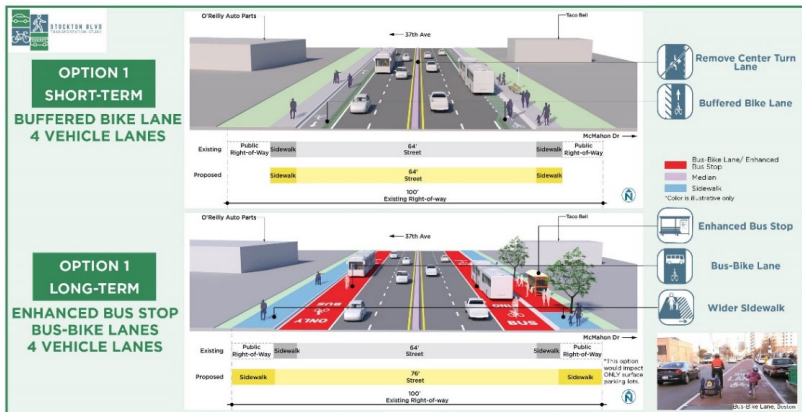 STOCKTON BLVD
TRANSPORTATION STUDY
OPTION 1
SHORT-TERM
BUFFERED BIKE LANE
4 VEHICLE LANES
O'Reilly Auto Parts
37th Ave
Taco Bell
McMahon Dr
Existing
Public
Right-of-Way
Sidewalk
64'
Street
Sidewalk
Public
Right-of-Way
Proposed
Sidewalk
64'
Street
Sidewalk
100'
Existing Right-of-way
N
Remove Center Turn
Lane
Buffered Bike Lane
Bus-Bike Lane/ Enhanced
Bus Stop
Median
Sidewalk
*Color is illustrative only
OPTION 1
LONG-TERM
ENHANCED BUS STOP
BUS-BIKE LANES
4 VEHICLE LANES
O'Reilly Auto Parts
37th Ave
Taco Bell
BUS
ONLY
ONLY
BUS
McMahon Dr
Existing
Public
Right-of-Way
Sidewalk
64'
Street
Sidewalk
Public
Right-of-Way
Proposed
Sidewalk
76'
Street
Sidewalk
100'
Existing Right-of-way
*This option
would impact
ONLY surface
parking lots.
N
Enhanced Bus Stop
Bus-Bike Lane
Wider Sidewalk
Bus-Bike Lane, Boston